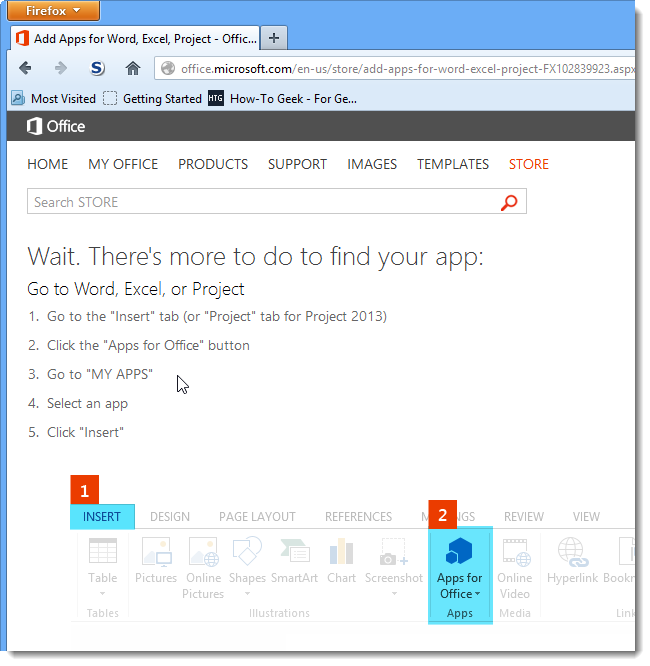 Firefox
Add Apps for Word, Excel, Project - Offic...
+
S
office.microsoft.com/en-us/store/add-apps-for-word-excel-project-FX102839923.aspx
Most Visited Getting Started HTG How-To Geek - For Ge...
Office
HOME MY OFFICE PRODUCTS SUPPORT IMAGES TEMPLATES STORE
Search STORE
Wait. There's more to do to find your app:
Go to Word, Excel, or Project
1. Go to the "Insert" tab (or "Project" tab for Project 2013)
2. Click the "Apps for Office" button
3. Go to "MY APPS"
4. Select an app
5. Click "Insert"
1
2
INSERT DESIGN PAGE LAYOUT REFERENCES REVIEW VIEW
Table Pictures Online Shapes SmartArt Chart Screenshot Apps for Online Hyperlink
Pictures Office Video
Tables Illustrations Apps Media